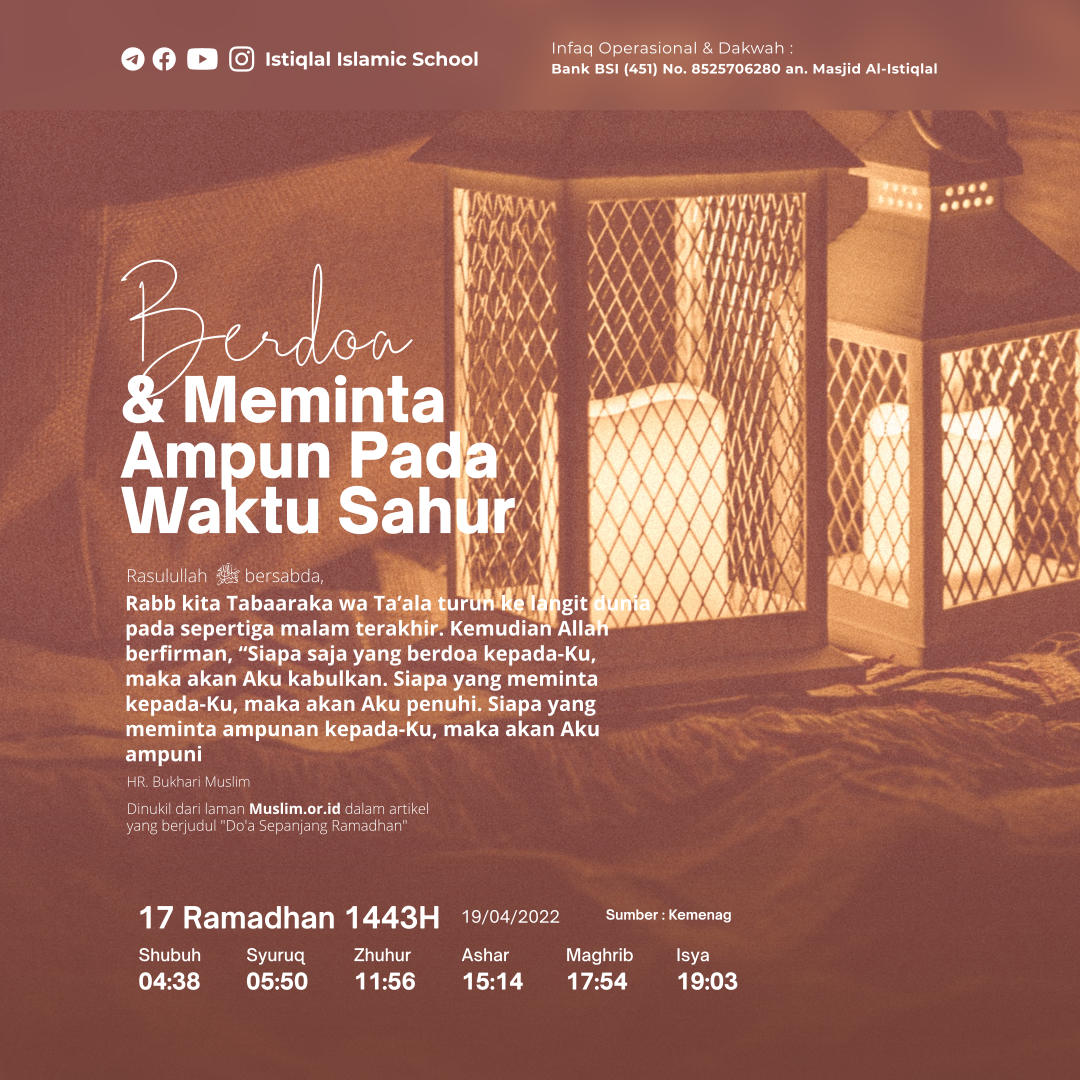 Istiqlal Islamic School
Infaq Operasional & Dakwah :
Bank BSI (451) No. 8525706280 an. Masjid Al-Istiqlal
Berdoa
& Meminta
Ampun Pada
Waktu Sahur
Rasulullah ﷺ bersabda,
Rabb kita Tabaaraka wa Ta’ala turun ke langit dunia
pada sepertiga malam terakhir. Kemudian Allah
berfirman, “Siapa saja yang berdoa kepada-Ku,
maka akan Aku kabulkan. Siapa yang meminta
kepada-Ku, maka akan Aku penuhi. Siapa yang
meminta ampunan kepada-Ku, maka akan Aku
ampuni
HR. Bukhari Muslim
Dinukil dari laman Muslim.or.id dalam artikel
yang berjudul "Do'a Sepanjang Ramadhan"
17 Ramadhan 1443H 19/04/2022 Sumber : Kemenag
Shubuh Syuruq Zhuhur Ashar Maghrib Isya
04:38 05:50 11:56 15:14 17:54 19:03